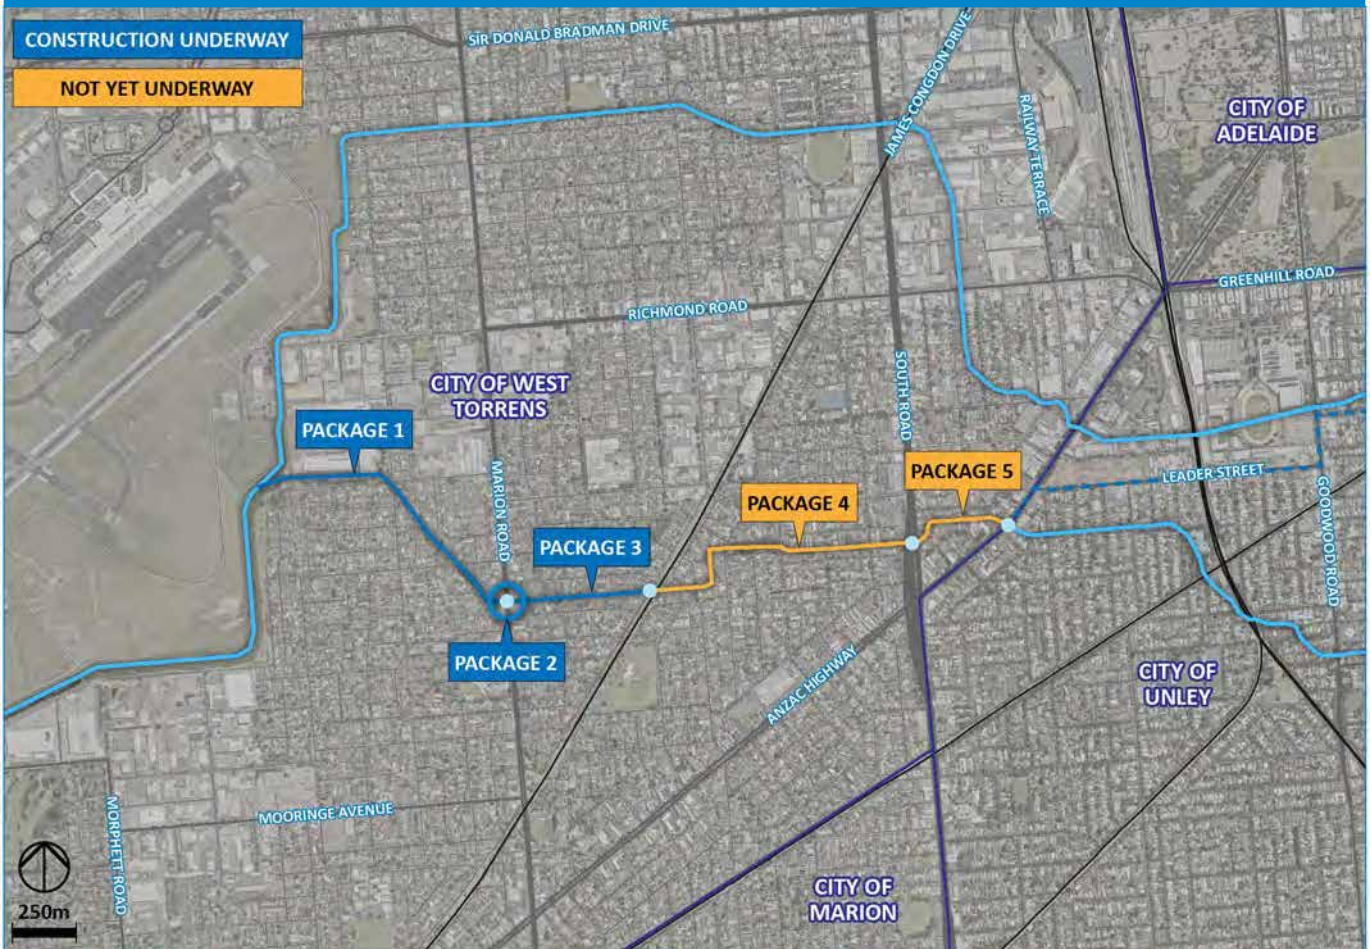 CONSTRUCTION UNDERWAY
NOT YET UNDERWAY
SIR DONALD BRADMAN DRIVE
JAMES CONGDON DRIVE
RAILWAY TERRACE
CITY OF
ADELAIDE
GREENHILL ROAD
RICHMOND ROAD
CITY OF WEST
TORRENS
SOUTH ROAD
PACKAGE 1
MARION ROAD
PACKAGE 5
LEADER STREET
GOODWOOD ROAD
PACKAGE 4
PACKAGE 3
PACKAGE 2
ANZAC HIGHWAY
CITY OF
UNLEY
MORPHETT ROAD
MOORINGE AVENUE
CITY OF
MARION
250m